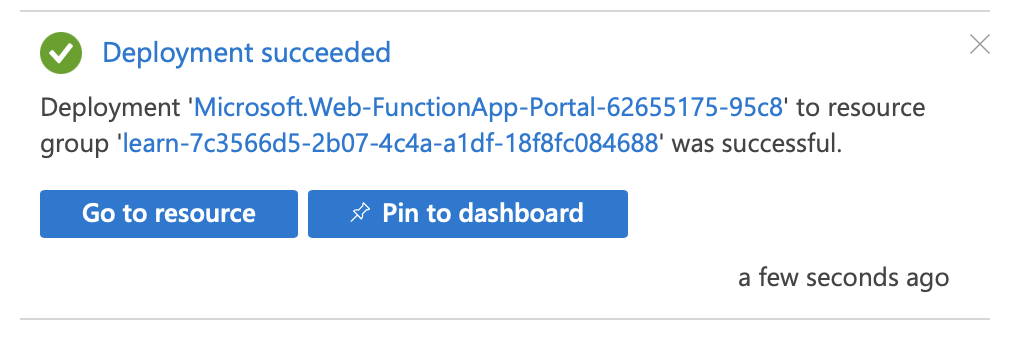 Deployment succeeded
Deployment 'Microsoft.Web-FunctionApp-Portal-62655175-95c8' to resource
group 'learn-7c3566d5-2b07-4c4a-a1df-18f8fc084688' was successful.
Go to resource
Pin to dashboard
a few seconds ago